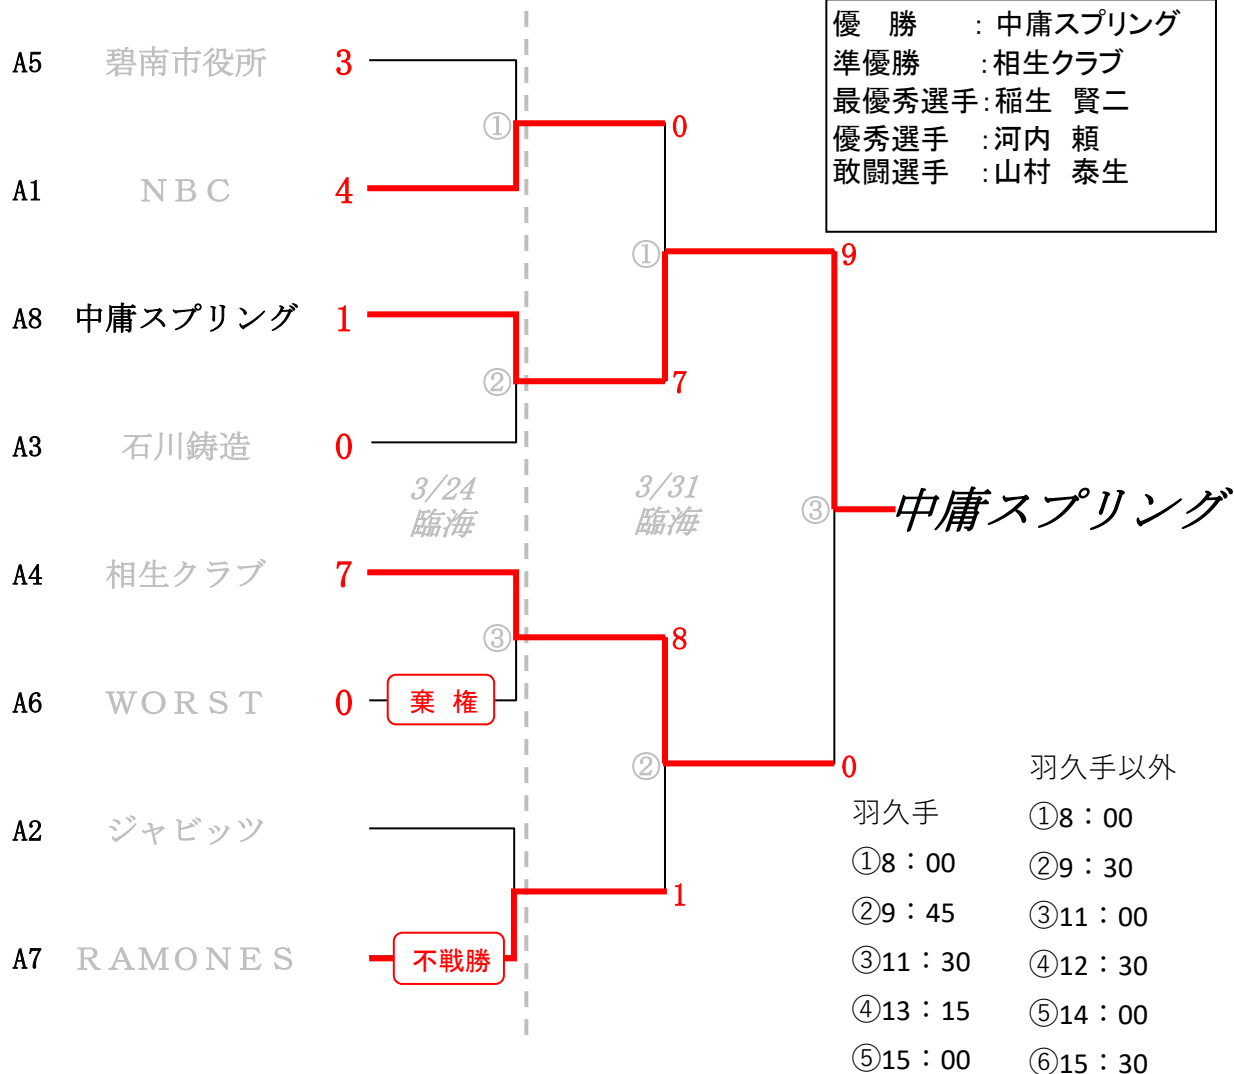 優　勝　　：中庸スプリング
準優勝　　：相生クラブ
最優秀選手：稲生　賢二
優秀選手　：河内　頼
敢闘選手　：山村　泰生
A5　碧南市役所　3
①
0
A1　ＮＢＣ　4
①
9
A8　中庸スプリング　1
②
7
A3　石川鋳造　0
3/24
臨海
3/31
臨海
③
中庸スプリング
A4　相生クラブ　7
③
8
A6　ＷＯＲＳＴ　0　棄 権
②
0
A2　ジャビッツ
1
A7　ＲＡＭＯＮＥＳ　不戦勝
羽久手
①8：00
②9：45
③11：30
④13：15
⑤15：00
羽久手以外
①8：00
②9：30
③11：00
④12：30
⑤14：00
⑥15：30